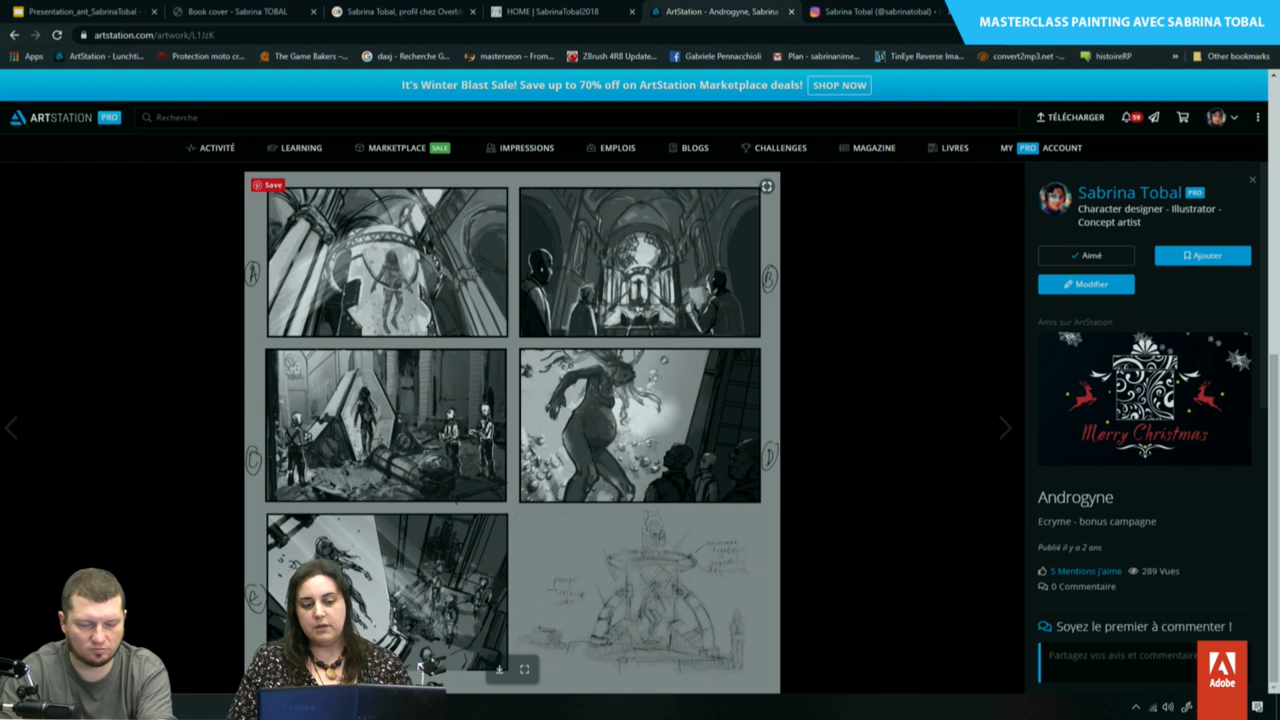 Presentation_ant_SabrinaTobal
Book cover - Sabrina TOBAL
Sabrina Tobal, profil chez Overbl
HOME | SabrinaTobal2018
ArtStation - Androgyne, Sabrina
Sabrina Tobal (@sabrinatobal) •
MASTERCLASS PAINTING AVEC SABRINA TOBAL
artstation.com/artwork/L1JzK
Apps
ArtStation - Lunchti...
Protection moto cr...
The Game Bakers –...
daxj - Recherche G...
masterxeon – From...
ZBrush 4R8 Update...
Gabriele Pennacchioli
Plan - sabrinanime...
TinEye Reverse Ima...
convert2mp3.net -...
histoireRP
»
Other bookmarks
It's Winter Blast Sale! Save up to 70% off on ArtStation Marketplace deals! SHOP NOW
ARTSTATION PRO
Recherche
TÉLÉCHARGER
39
ACTIVITÉ
LEARNING
MARKETPLACE SALE
IMPRESSIONS
EMPLOIS
BLOGS
CHALLENGES
MAGAZINE
LIVRES
MY PRO ACCOUNT
Save
A
B
C
D
E
Sabrina Tobal PRO
Character designer - Illustrator -
Concept artist
Aimé
Ajouter
Modifier
Amis sur ArtStation
Merry Christmas
Androgyne
Ecryme - bonus campagne
Publié il y a 2 ans
5 Mentions j'aime 289 Vues
0 Commentaire
Soyez le premier à commenter !
Partagez vos avis et commentaire
Adobe